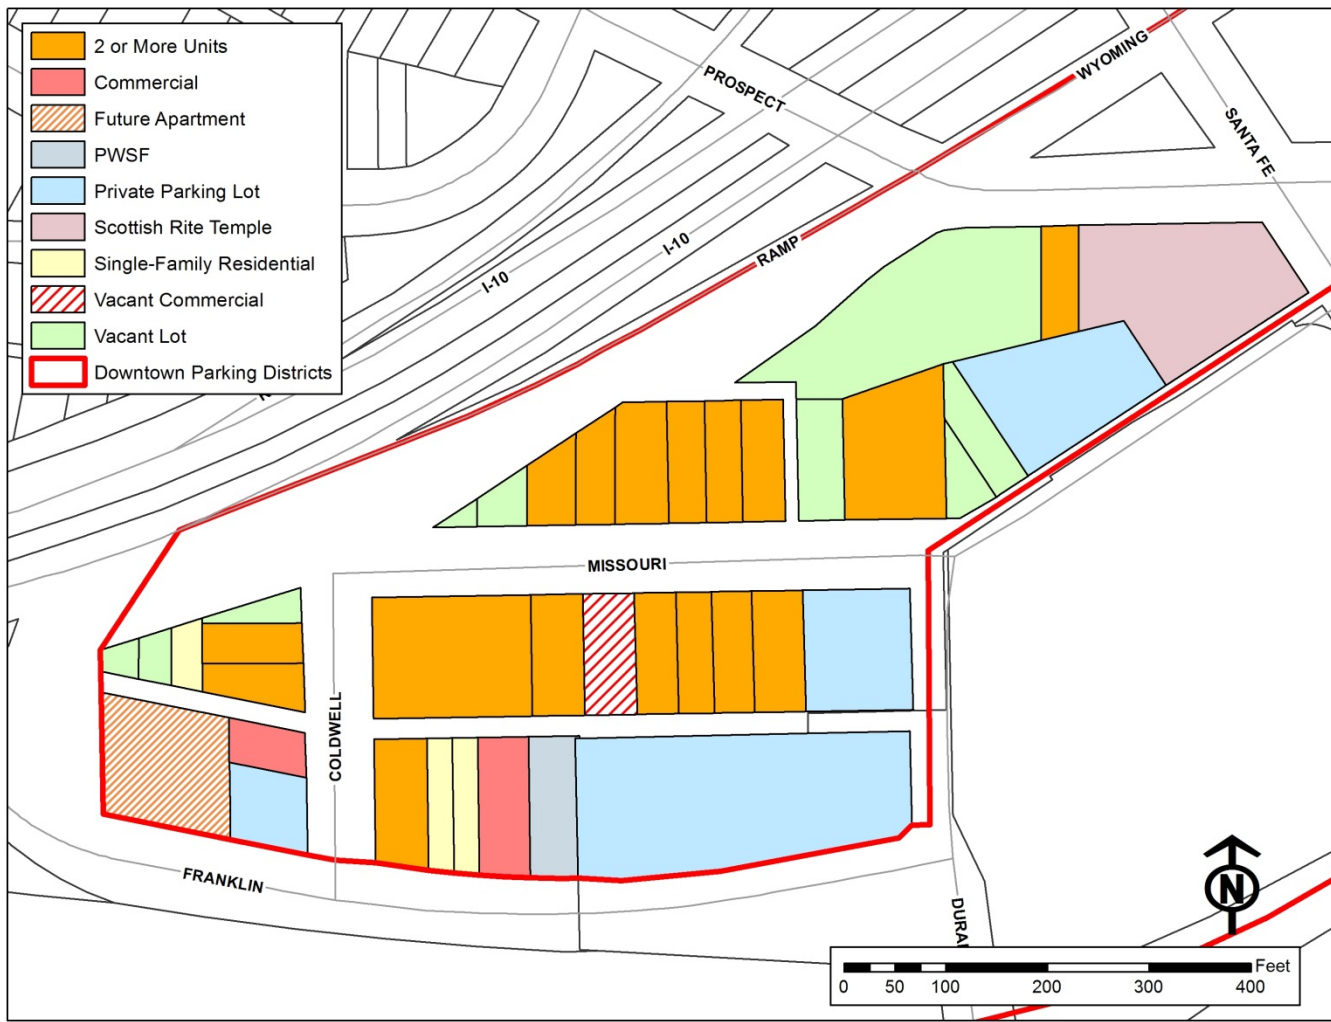 2 or More Units
Commercial
Future Apartment
PWSF
Private Parking Lot
Scottish Rite Temple
Single-Family Residential
Vacant Commercial
Vacant Lot
Downtown Parking Districts
PROSPECT
WYOMING
SANTA FE
RAMP
I-10
I-10
MISSOURI
COLDWELL
FRANKLIN
N
Feet
0 50 100 200 300 400